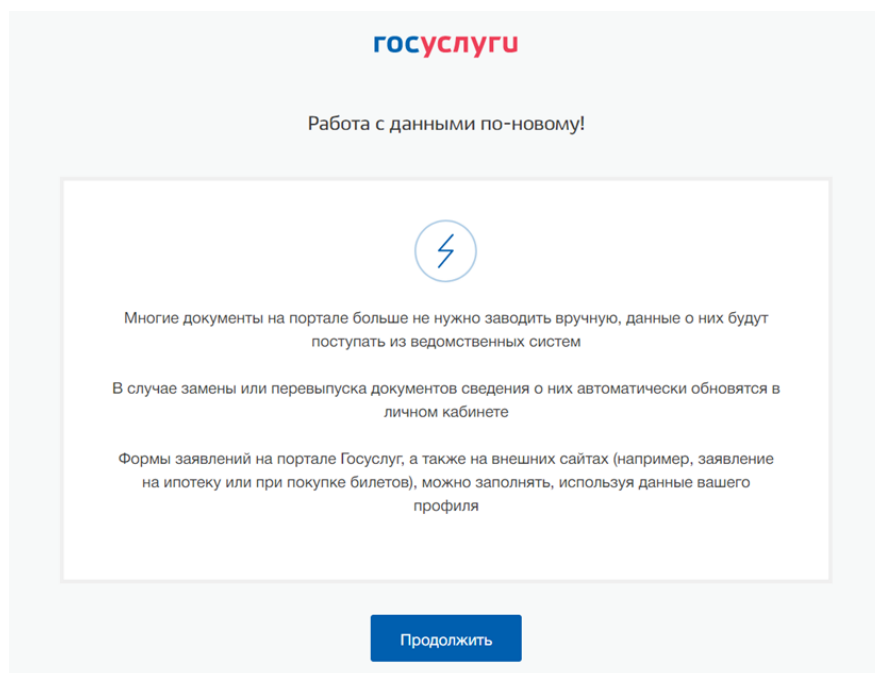 госуслуги
Работа с данными по-новому!
Многие документы на портале больше не нужно заводить вручную, данные о них будут
поступать из ведомственных систем
В случае замены или перевыпуска документов сведения о них автоматически обновятся в
личном кабинете
Формы заявлений на портале Госуслуг, а также на внешних сайтах (например, заявление
на ипотеку или при покупке билетов), можно заполнять, используя данные вашего
профиля
Продолжить